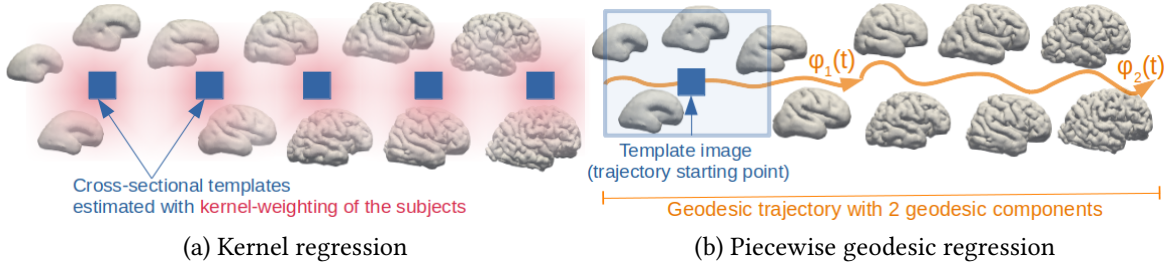 Cross-sectional templates
estimated with kernel-weighting of the subjects
(a) Kernel regression
φ1(t)
φ2(t)
Template image
(trajectory starting point)
Geodesic trajectory with 2 geodesic components
(b) Piecewise geodesic regression